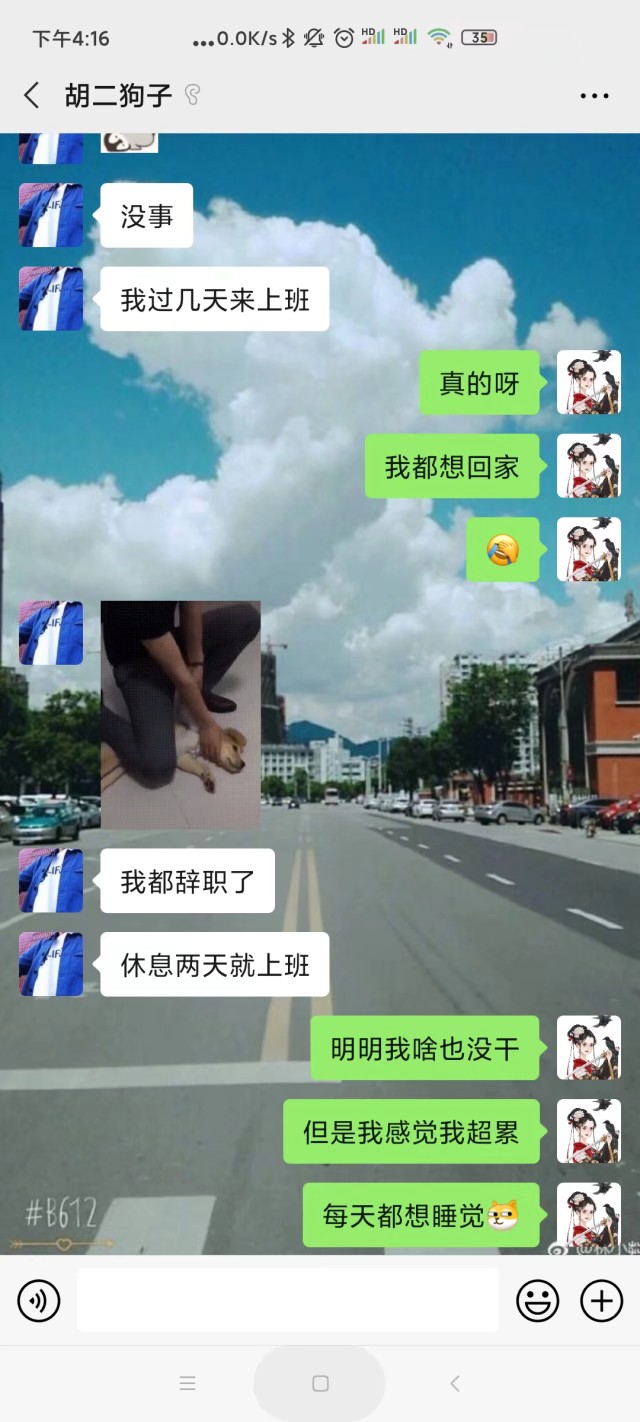 下午4:16
...0.0K/s
HD
HD
35
胡二狗子
没事
我过几天来上班
真的呀
我都想回家
我都辞职了
休息两天就上班
明明我啥也没干
但是我感觉我超累
每天都想睡觉
#B612